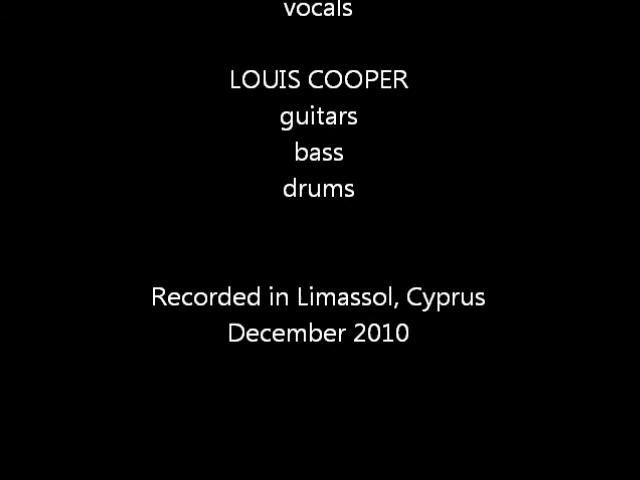 vocals
LOUIS COOPER
guitars
bass
drums
Recorded in Limassol, Cyprus
December 2010